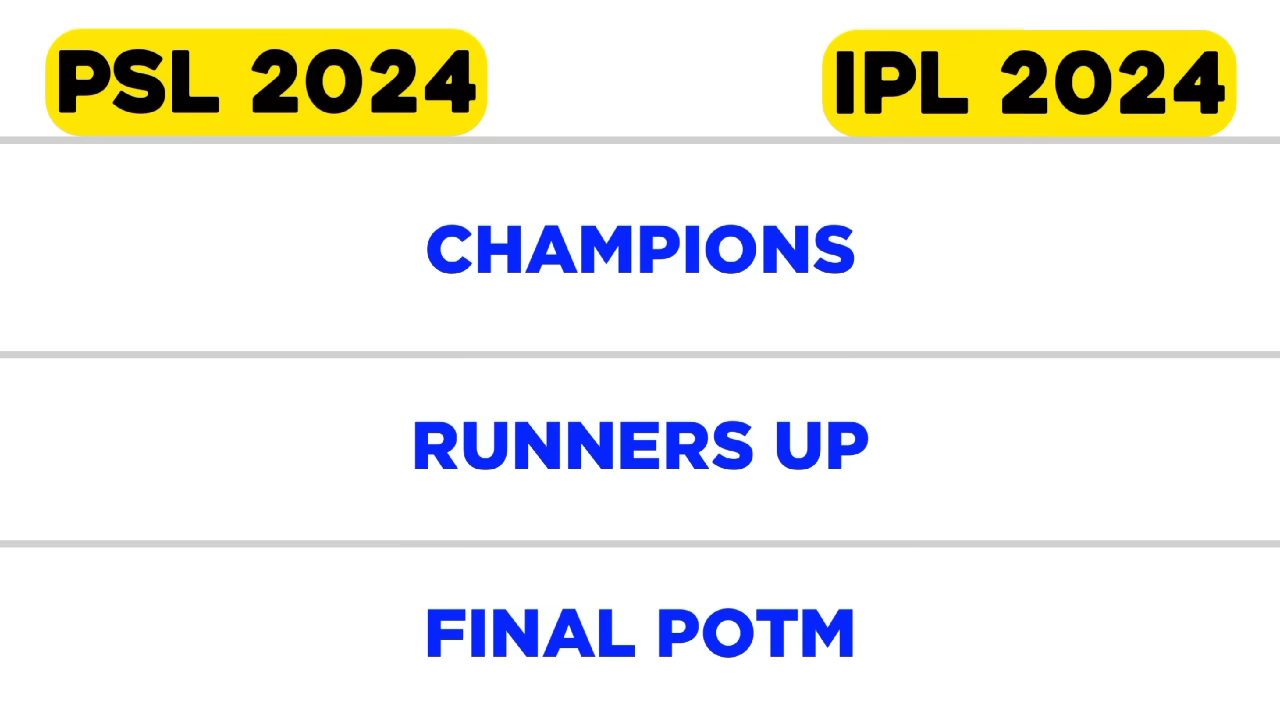 PSL 2024
IPL 2024
CHAMPIONS
RUNNERS UP
FINAL POTM